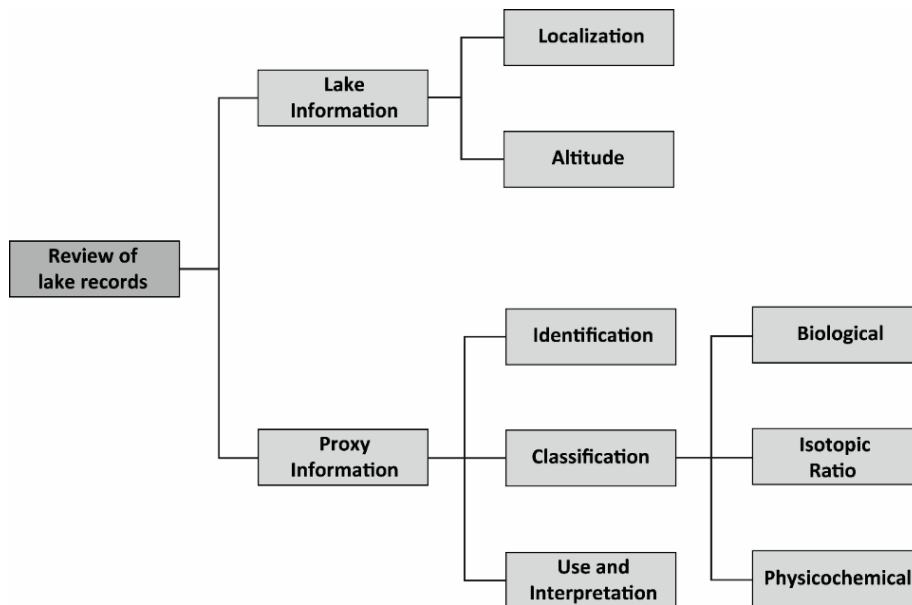 Review of
lake records
Lake
Information
Localization
Altitude
Proxy
Information
Identification
Classification
Use and
Interpretation
Biological
Isotopic
Ratio
Physicochemical